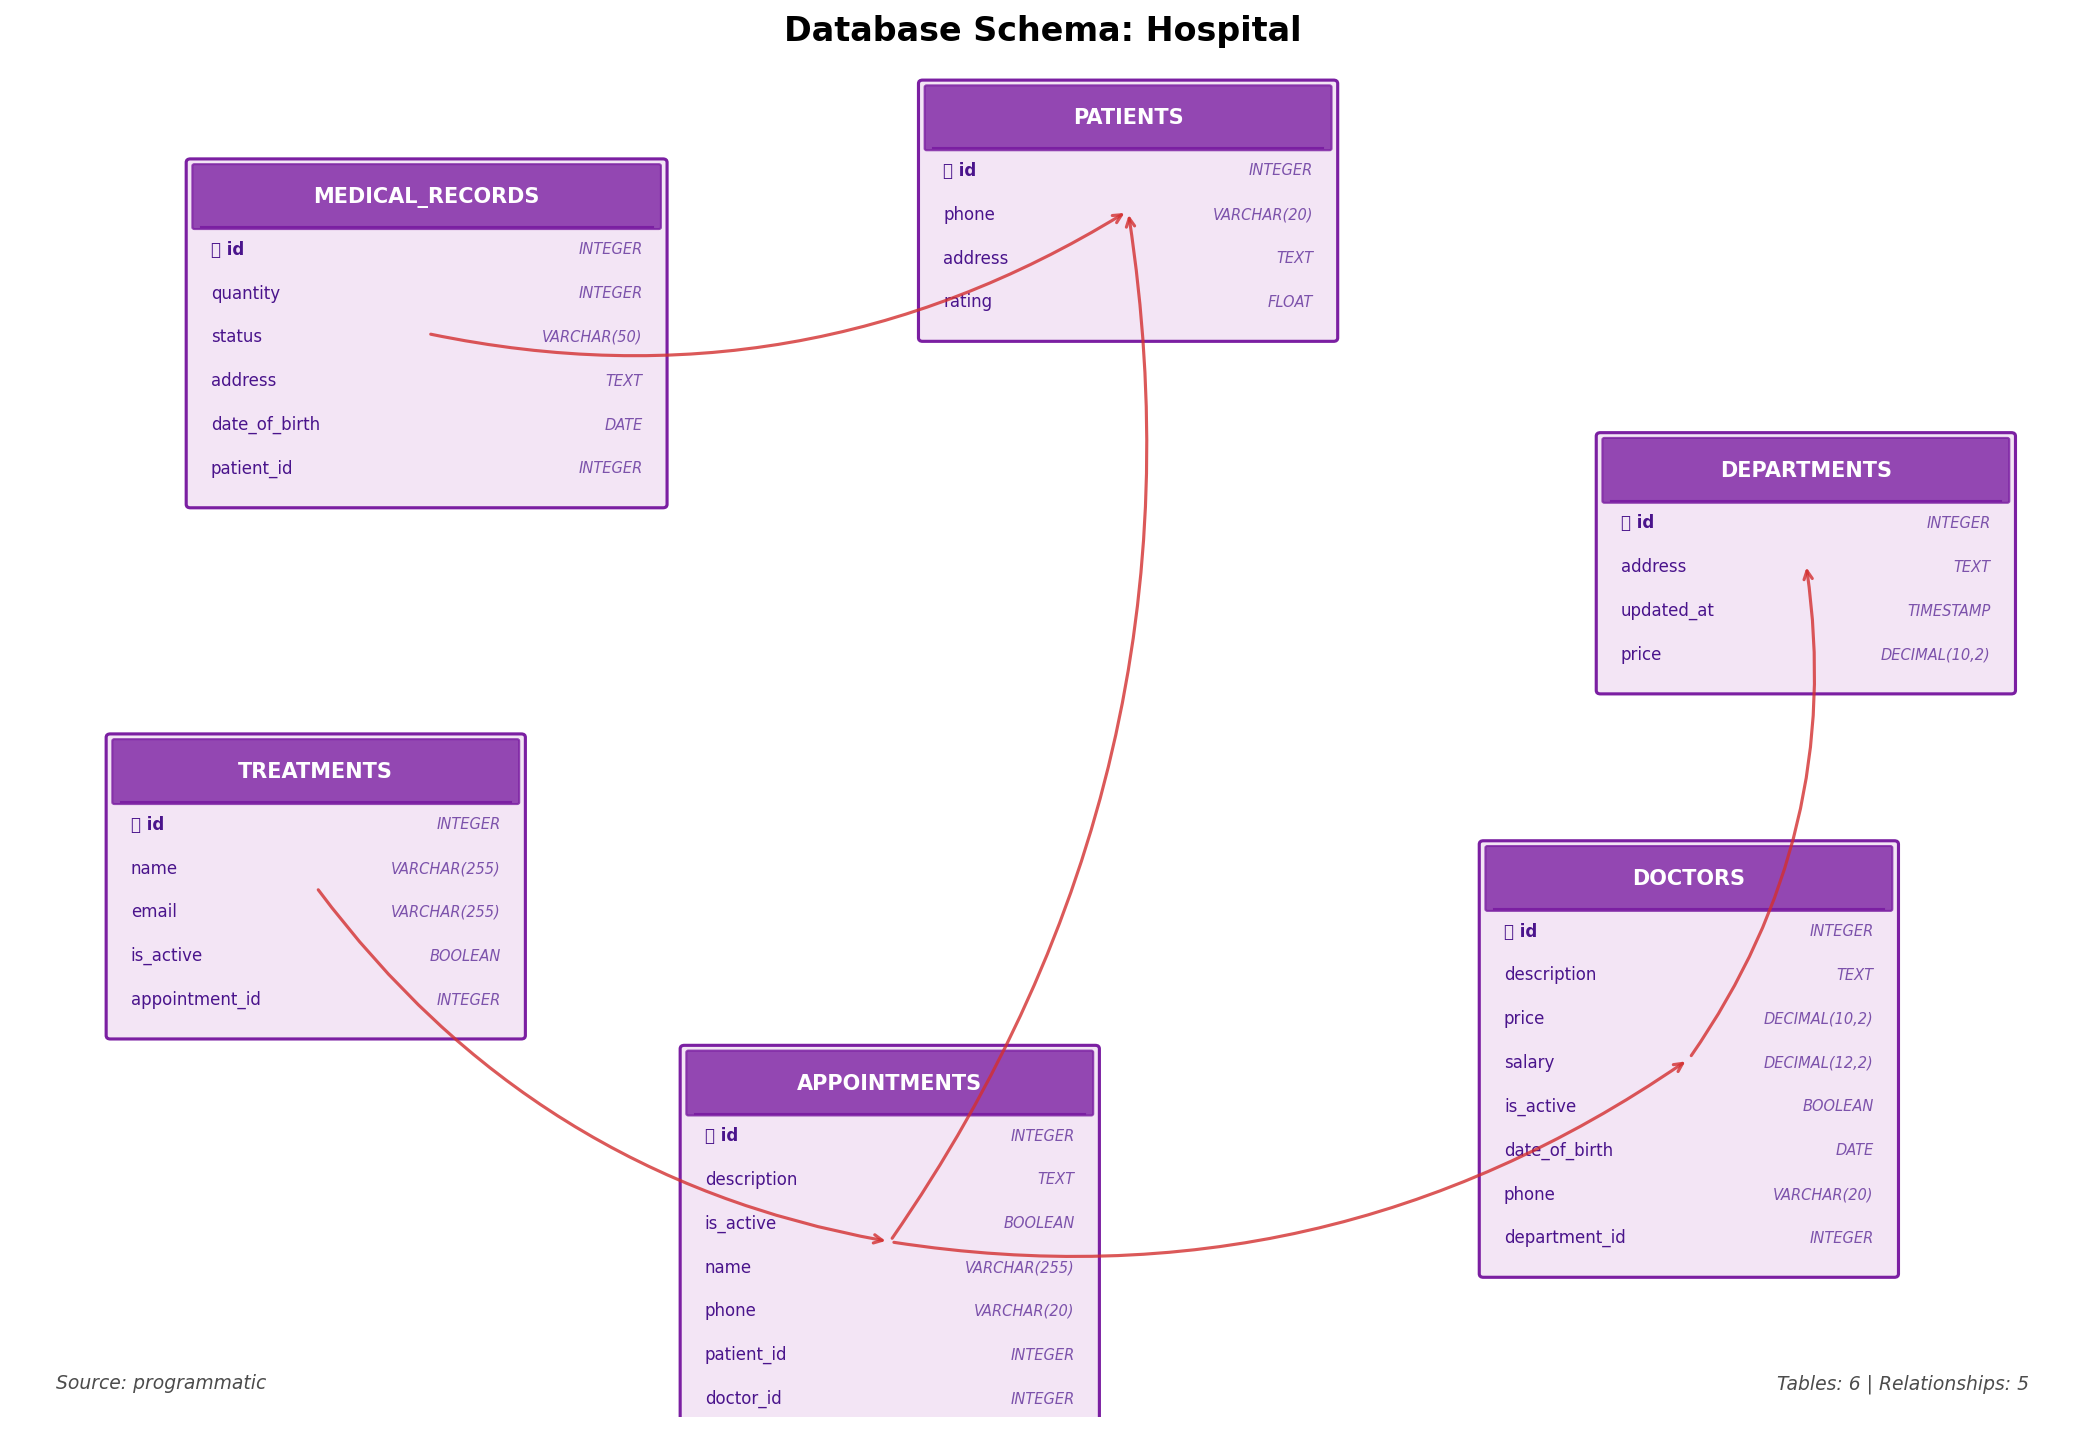 Database Schema: Hospital
PATIENTS
id INTEGER
phone VARCHAR(20)
address TEXT
rating FLOAT
MEDICAL_RECORDS
id INTEGER
quantity INTEGER
status VARCHAR(50)
address TEXT
date_of_birth DATE
patient_id INTEGER
DEPARTMENTS
id INTEGER
address TEXT
updated_at TIMESTAMP
price DECIMAL(10,2)
TREATMENTS
id INTEGER
name VARCHAR(255)
email VARCHAR(255)
is_active BOOLEAN
appointment_id INTEGER
DOCTORS
id INTEGER
description TEXT
price DECIMAL(10,2)
salary DECIMAL(12,2)
is_active BOOLEAN
date_of_birth DATE
phone VARCHAR(20)
department_id INTEGER
APPOINTMENTS
id INTEGER
description TEXT
is_active BOOLEAN
name VARCHAR(255)
phone VARCHAR(20)
patient_id INTEGER
doctor_id INTEGER
Source: programmatic
Tables: 6 | Relationships: 5